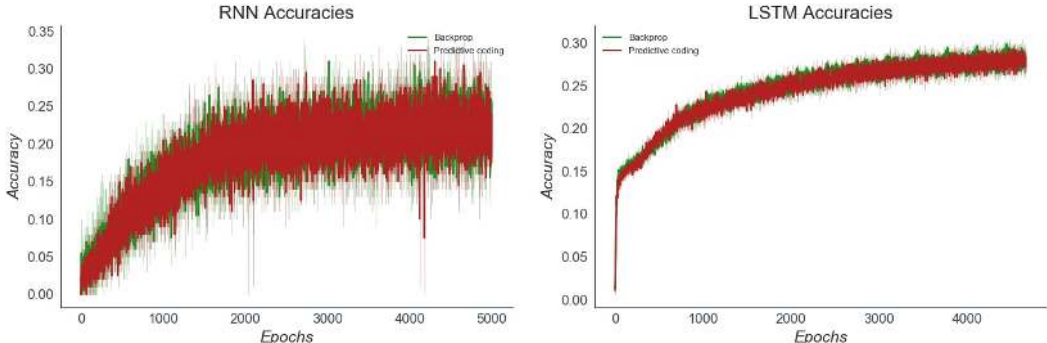 RNN Accuracies
0.35
0.30
0.25
0.20
0.15
0.10
0.05
0.00
Accuracy
Backprop
Predictive coding
0 1000 2000 3000 4000 5000
Epochs
LSTM Accuracies
0.30
0.25
0.20
0.15
0.10
0.05
0.00
Accuracy
Backprop
Predictive coding
0 1000 2000 3000 4000
Epochs